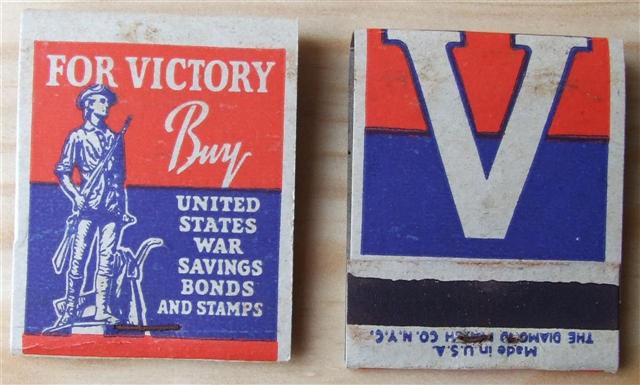 FOR VICTORY
Buy
UNITED
STATES
WAR
SAVINGS
BONDS
AND STAMPS
V
Made in U.S.A.
THE DIAMOND MATCH CO. N.Y.C.